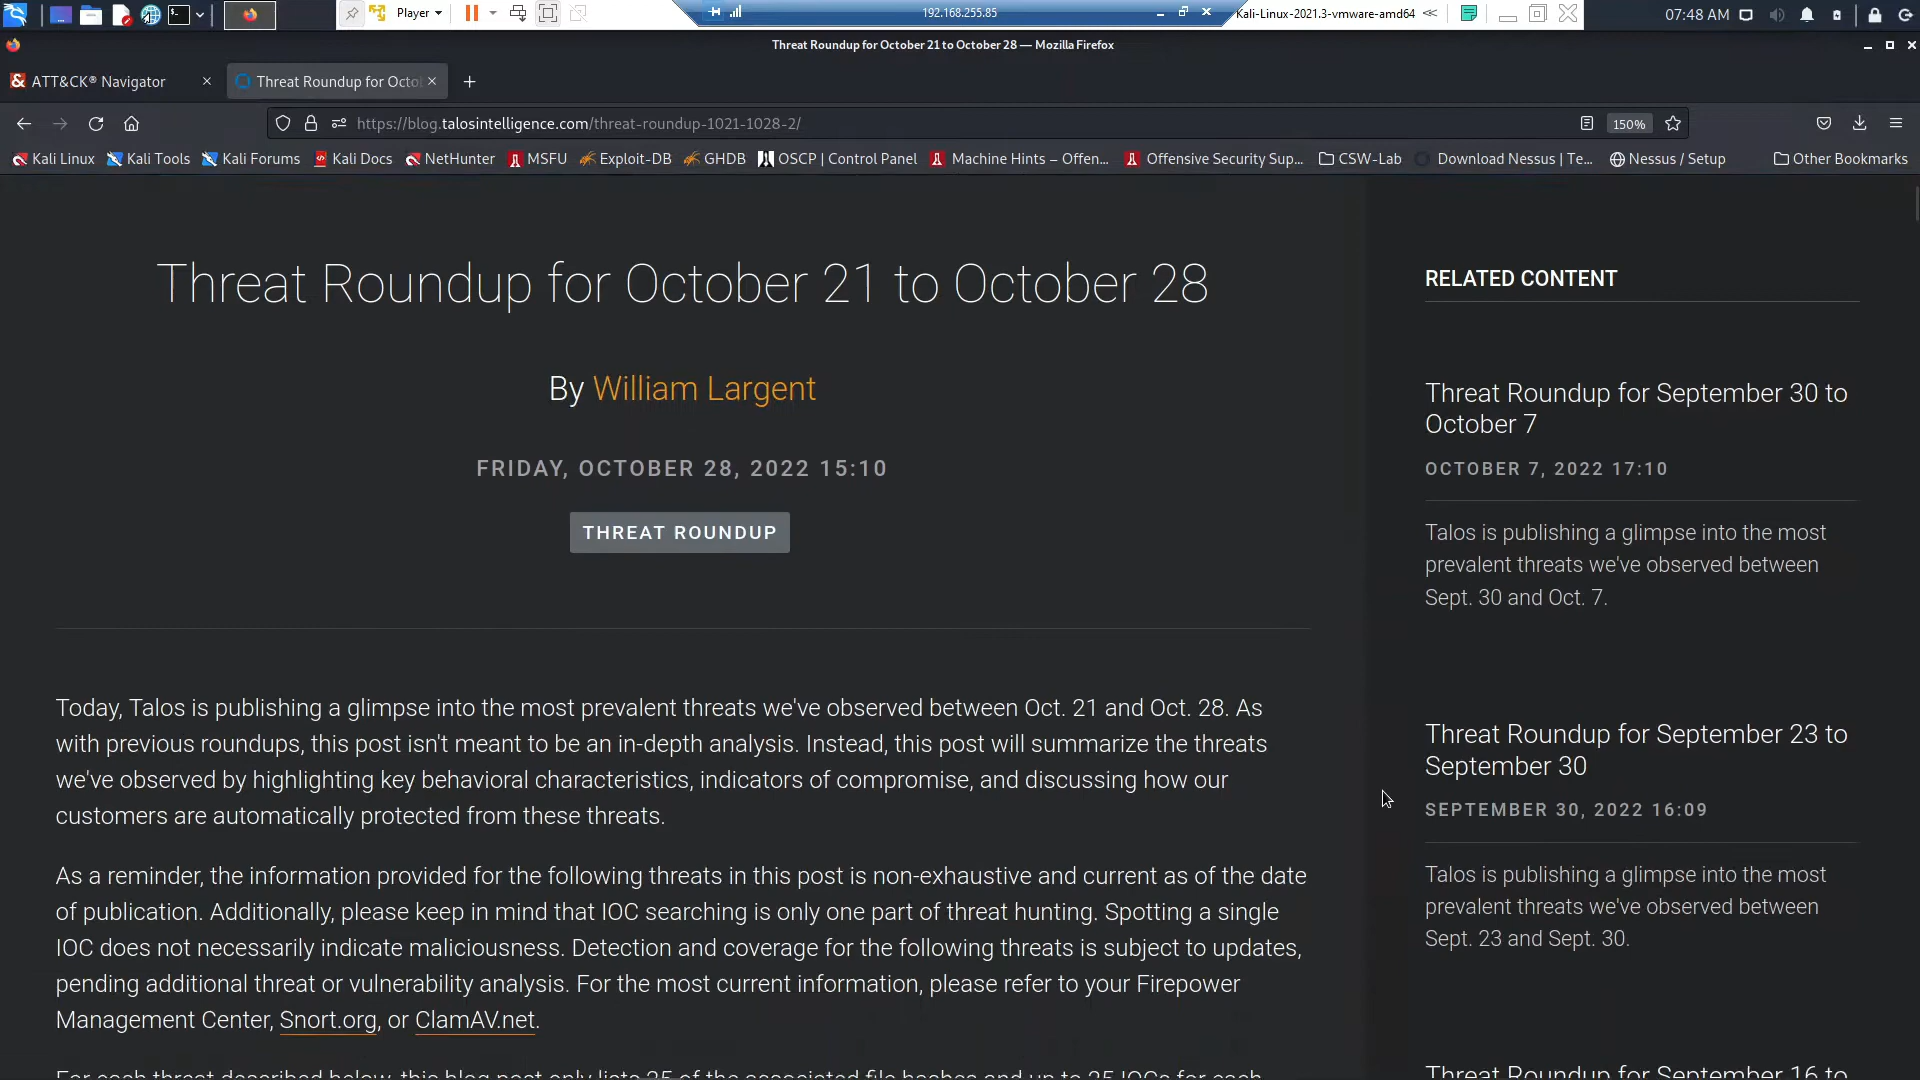 Player
192.168.255.85
Kali-Linux-2021.3-vmware-amd64
07:48 AM
Threat Roundup for October 21 to October 28 — Mozilla Firefox
ATT&CK® Navigator
Threat Roundup for Octo
https://blog.talosintelligence.com/threat-roundup-1021-1028-2/
150%
Kali Linux
Kali Tools
Kali Forums
Kali Docs
NetHunter
MSFU
Exploit-DB
GHDB
OSCP | Control Panel
Machine Hints – Offen...
Offensive Security Sup...
CSW-Lab
Download Nessus | Te...
Nessus / Setup
Other Bookmarks
Threat Roundup for October 21 to October 28
By William Largent
FRIDAY, OCTOBER 28, 2022 15:10
THREAT ROUNDUP
Today, Talos is publishing a glimpse into the most prevalent threats we've observed between Oct. 21 and Oct. 28. As
with previous roundups, this post isn't meant to be an in-depth analysis. Instead, this post will summarize the threats
we've observed by highlighting key behavioral characteristics, indicators of compromise, and discussing how our
customers are automatically protected from these threats.
As a reminder, the information provided for the following threats in this post is non-exhaustive and current as of the date
of publication. Additionally, please keep in mind that IOC searching is only one part of threat hunting. Spotting a single
IOC does not necessarily indicate maliciousness. Detection and coverage for the following threats is subject to updates,
pending additional threat or vulnerability analysis. For the most current information, please refer to your Firepower
Management Center, Snort.org, or ClamAV.net.
For each threat described below, this blog post only lists 25 of the associated file hashes and up to 25 IOCs for each
RELATED CONTENT
Threat Roundup for September 30 to
October 7
OCTOBER 7, 2022 17:10
Talos is publishing a glimpse into the most
prevalent threats we've observed between
Sept. 30 and Oct. 7.
Threat Roundup for September 23 to
September 30
SEPTEMBER 30, 2022 16:09
Talos is publishing a glimpse into the most
prevalent threats we've observed between
Sept. 23 and Sept. 30.
Threat Roundup for September 16 to